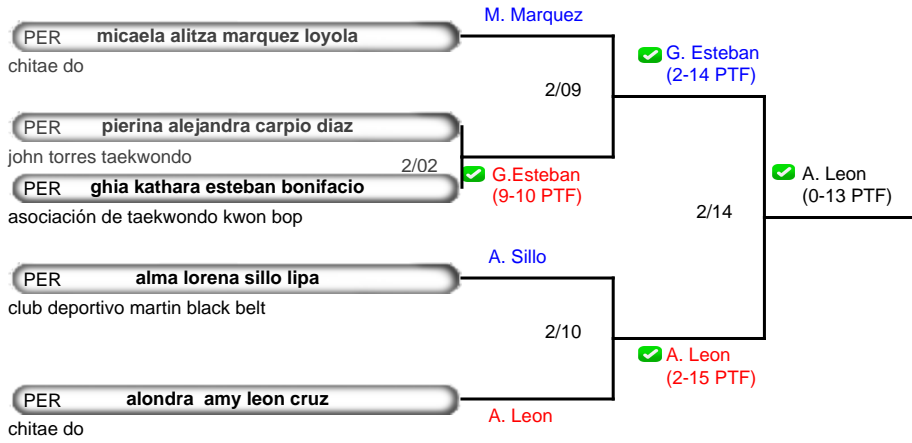 M. Marquez
PER micaela alitza marquez loyola
chitae do
G. Esteban
(2-14 PTF)
2/09
PER pierina alejandra carpio diaz
john torres taekwondo
2/02
G.Esteban
(9-10 PTF)
PER ghia kathara esteban bonifacio
asociación de taekwondo kwon bop
A. Leon
(0-13 PTF)
2/14
A. Sillo
PER alma lorena sillo lipa
club deportivo martin black belt
2/10
A. Leon
(2-15 PTF)
PER alondra amy leon cruz
A. Leon
chitae do